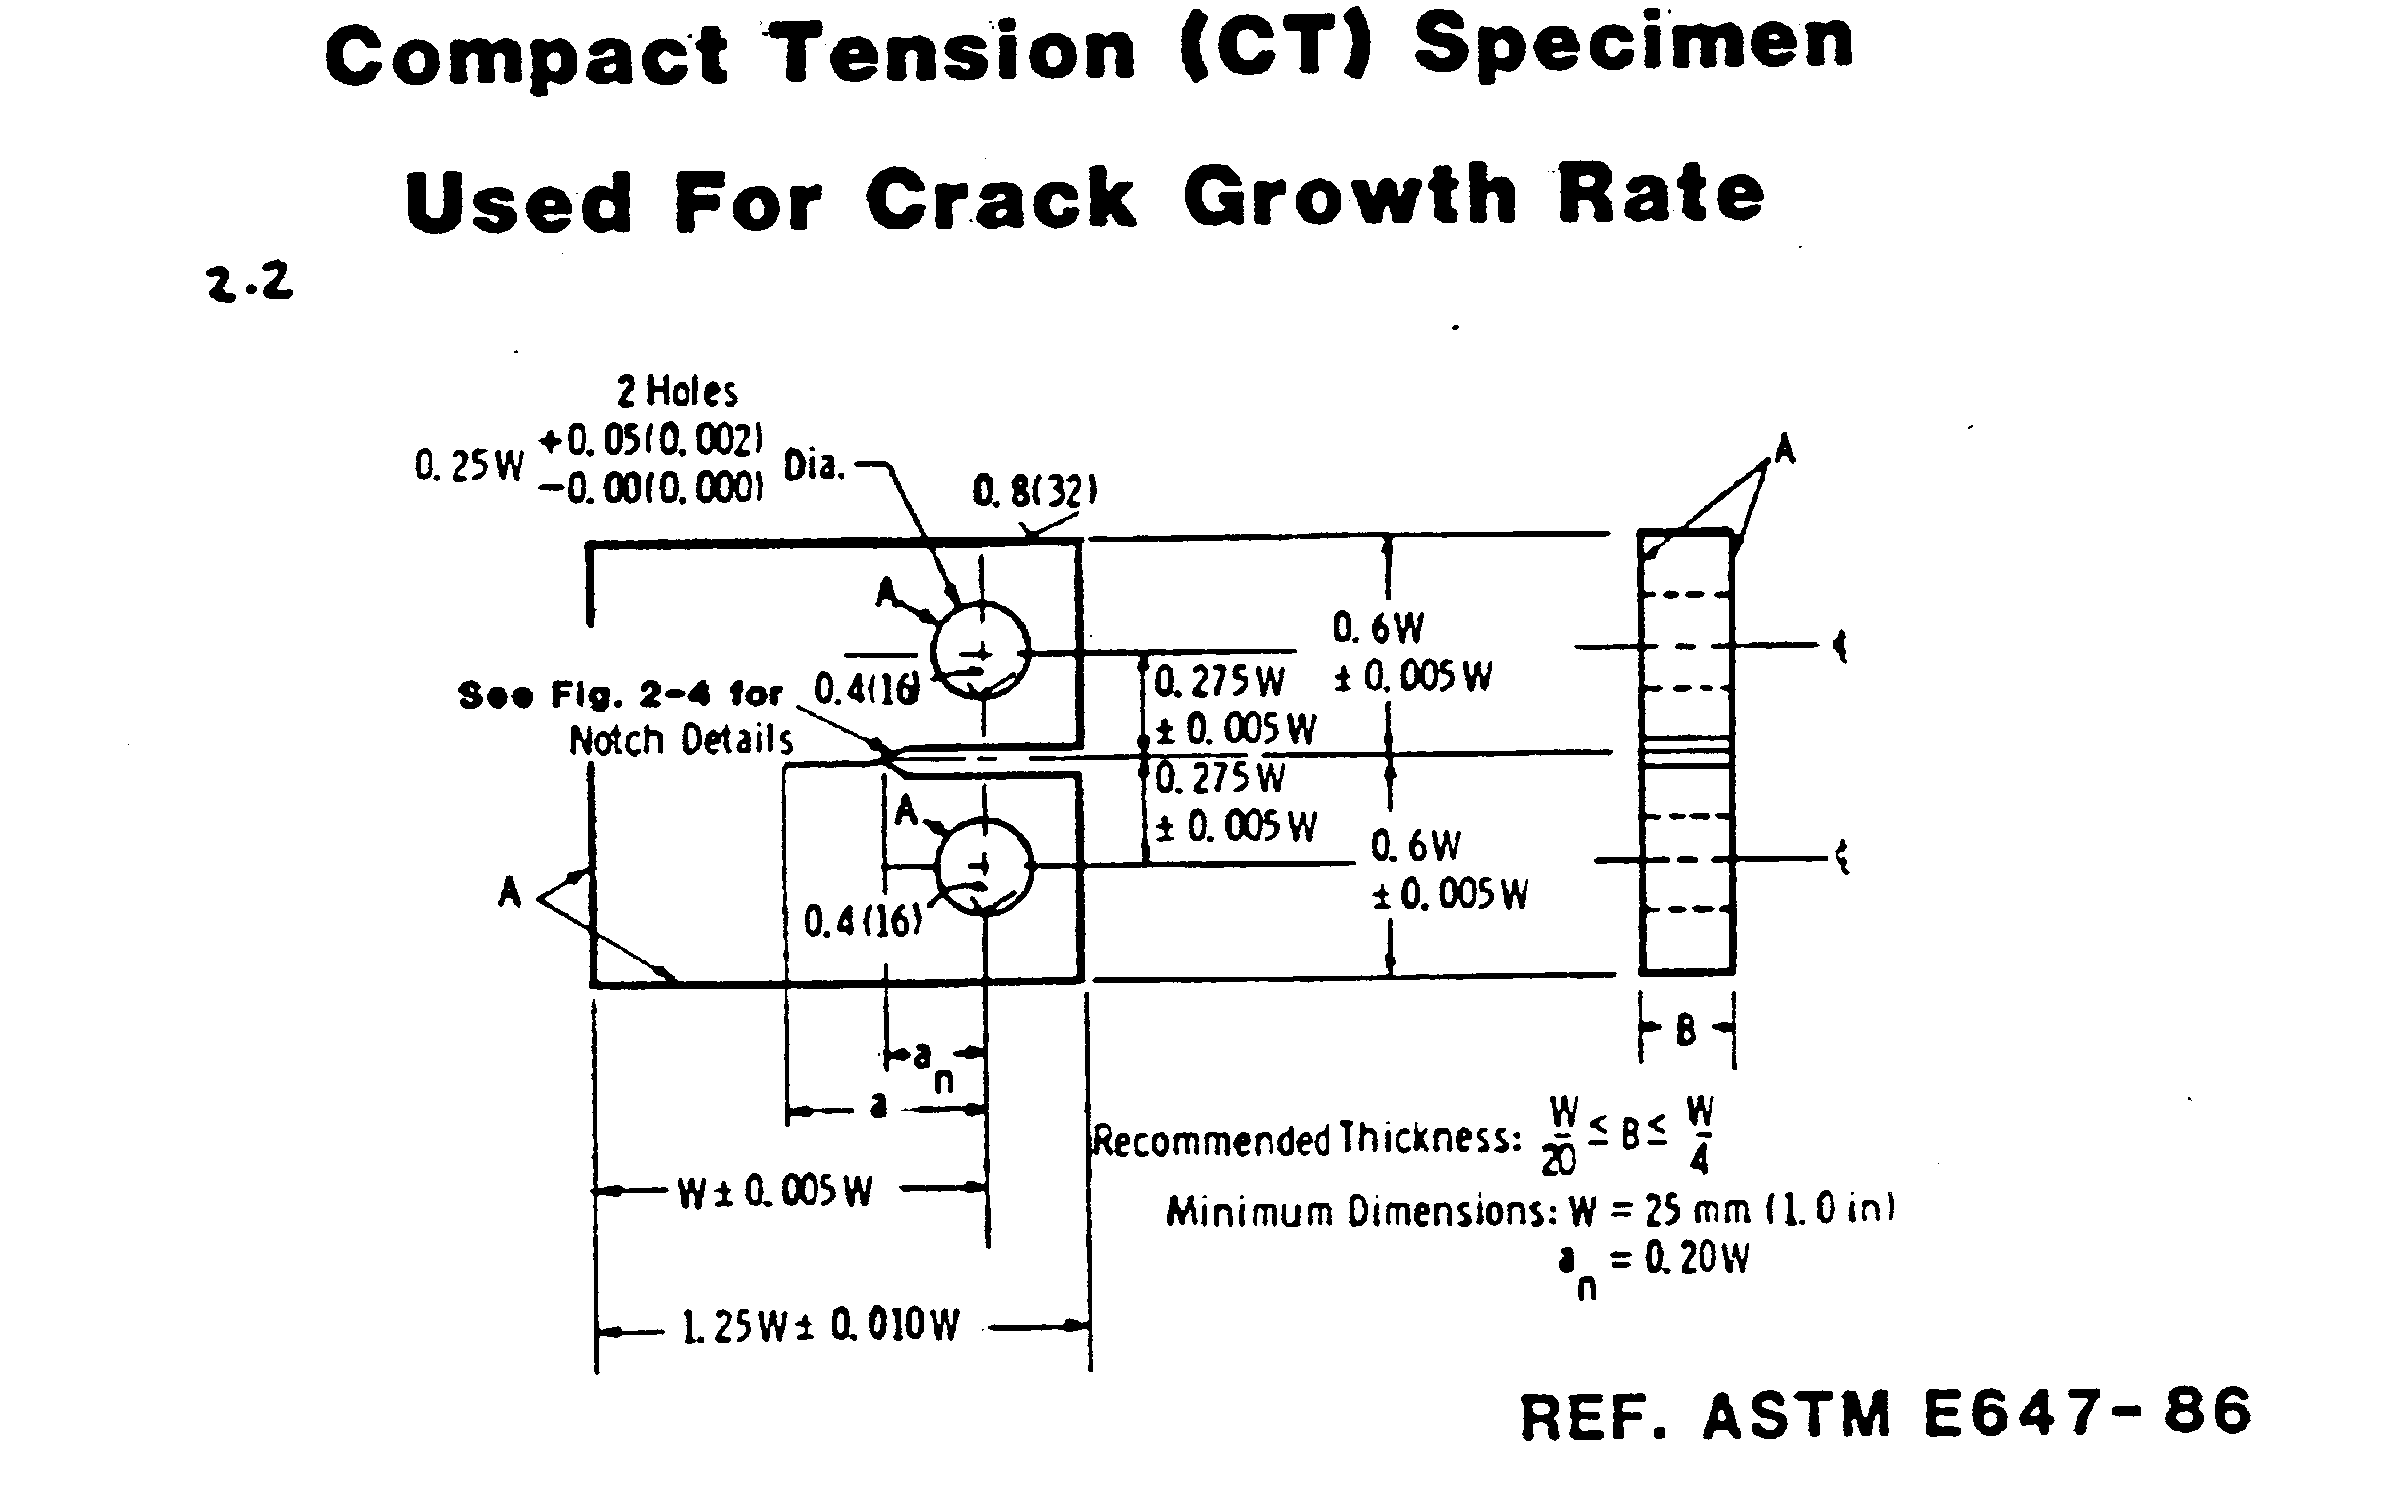 Compact Tension (CT) Specimen
Used For Crack Growth Rate
2.2
2 Holes
+0.05(0.002)
0.25W Dia.
-0.00(0.000)
0.8(32)
A
A
0.6W
± 0.005W
0.275W
± 0.005W
See Fig. 2-4 for
Notch Details
0.4(16)
0.275W
± 0.005W
A
0.6W
± 0.005W
A
0.4(16)
B
a n
a
Recommended Thickness: W/20 ≤ B ≤ W/4
W ± 0.005W
Minimum Dimensions: W = 25 mm (1.0 in)
a n = 0.20W
1.25W ± 0.010W
REF. ASTM E647-86